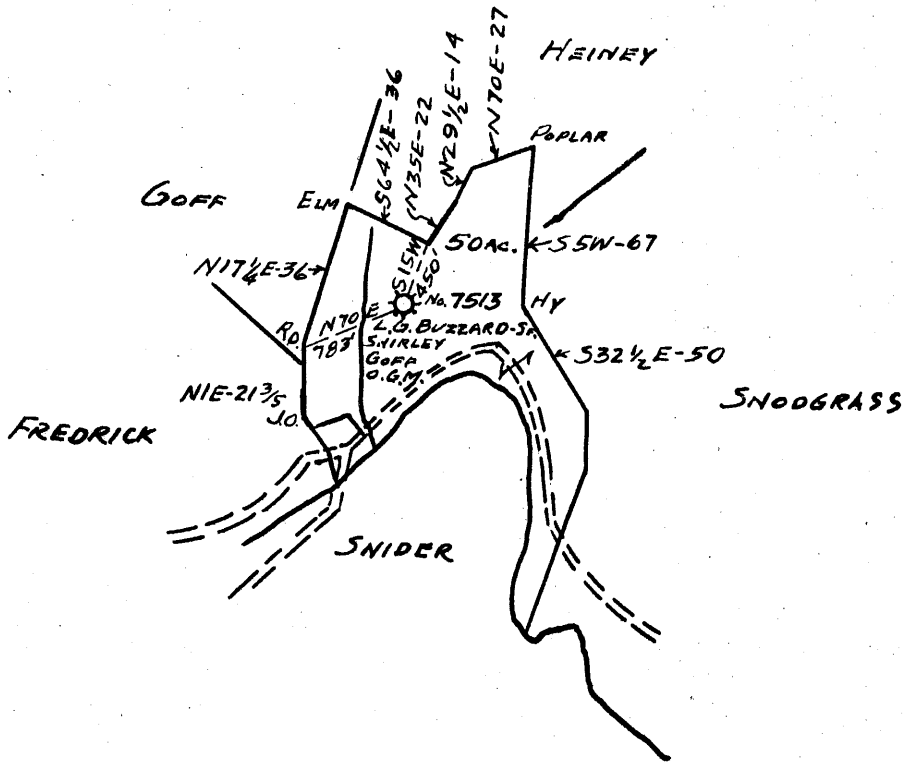 HEINEY
N70E-27
N29½E-14
N35E-22
S64½E-36
POPLAR
GOFF
ELM
50AC.
S5W-67
N17¼E-36
S15W
450'
No. 7513
HY
RD.
N70E
783'
L.G. BUZZARD-SR.
SHIRLEY
GOFF
O.G.M.
S32½E-50
N1E-21⅗
J.O.
SNODGRASS
FREDRICK
SNIDER